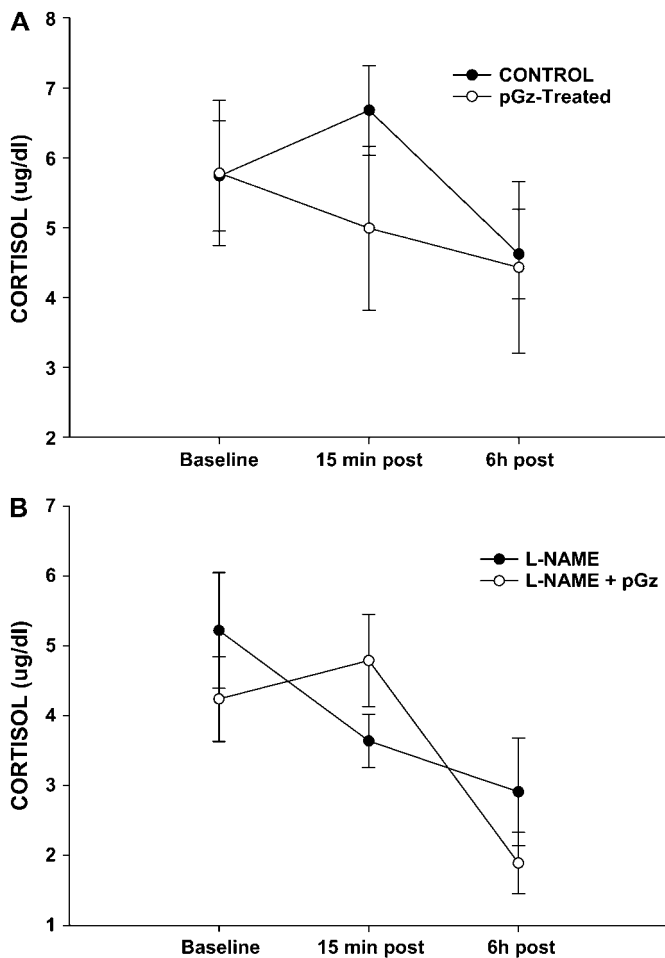 A
8
7
6
5
4
3
2
CORTISOL (ug/dl)
CONTROL
pGz-Treated
Baseline 15 min post 6h post
B
7
6
5
4
3
2
1
CORTISOL (ug/dl)
L-NAME
L-NAME + pGz
Baseline 15 min post 6h post